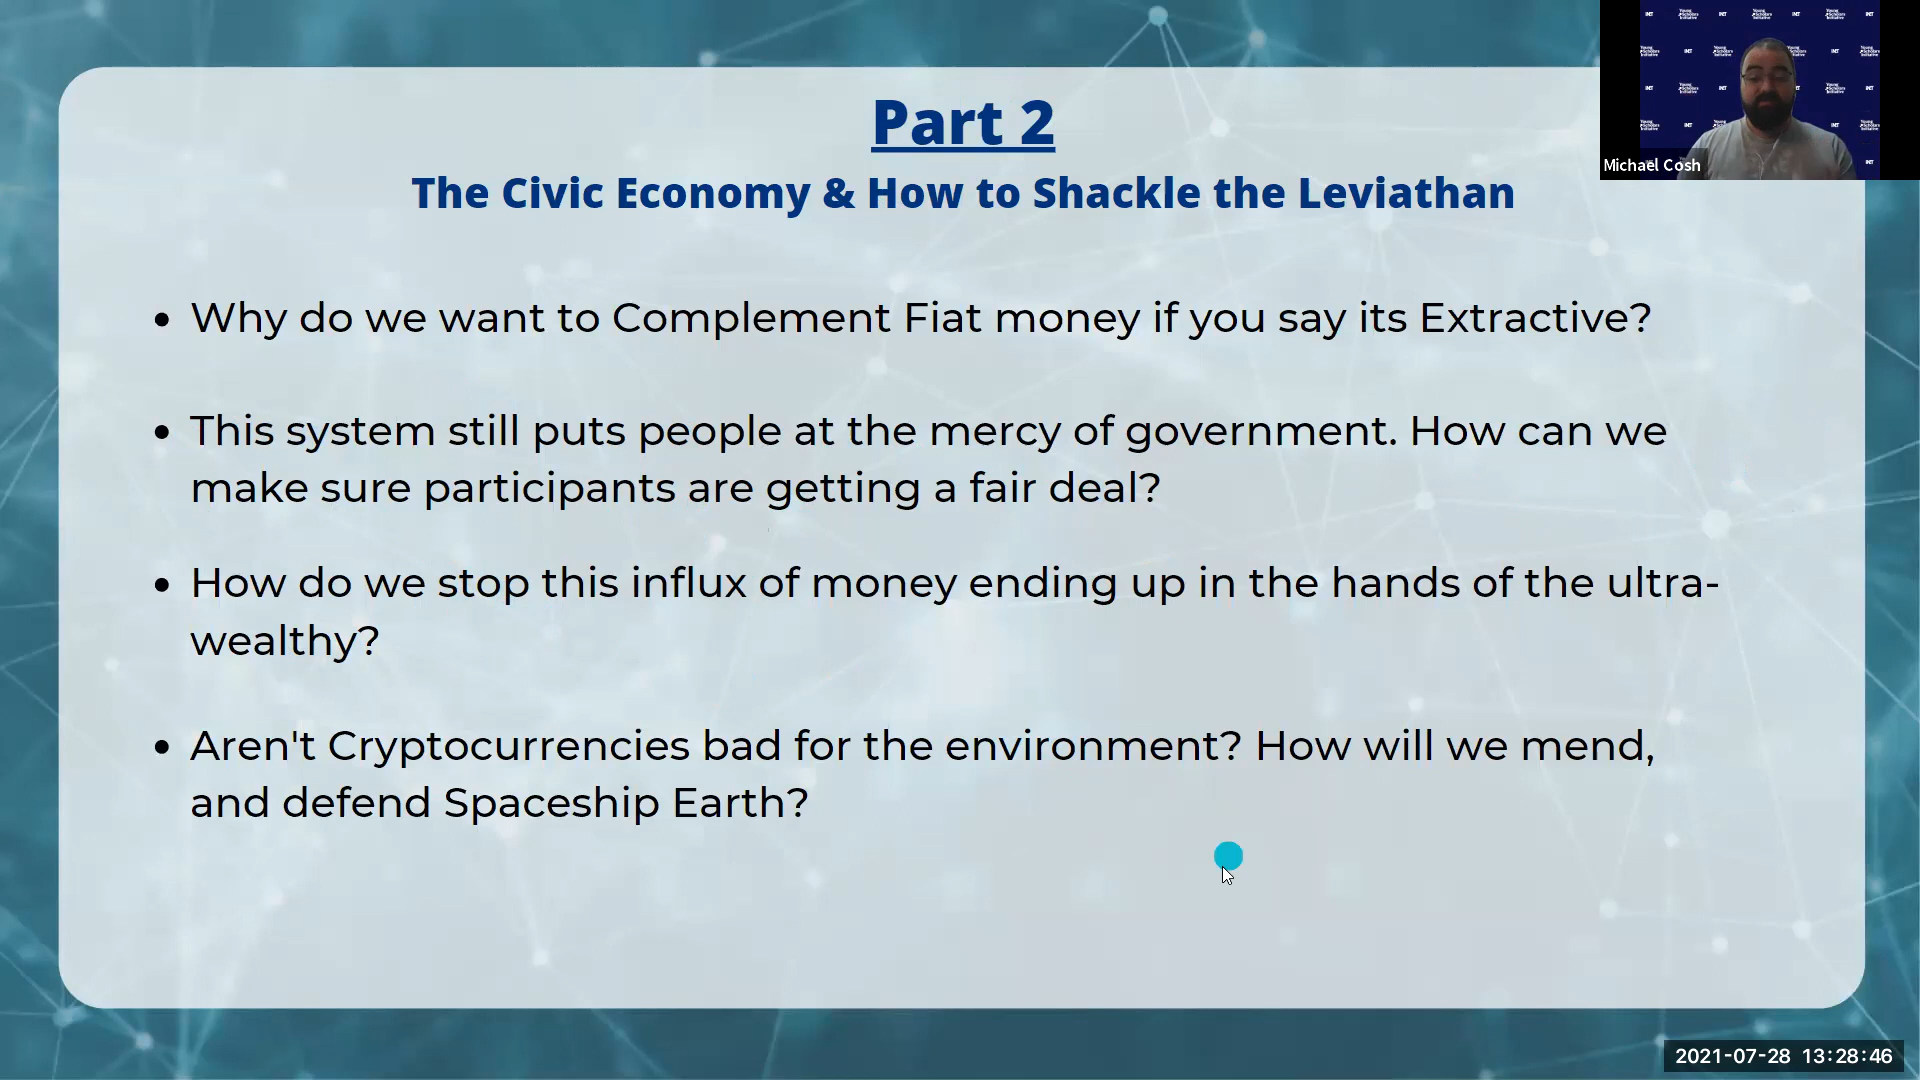 Part 2
The Civic Economy & How to Shackle the Leviathan
• Why do we want to Complement Fiat money if you say its Extractive?
• This system still puts people at the mercy of government. How can we
make sure participants are getting a fair deal?
• How do we stop this influx of money ending up in the hands of the ultra-
wealthy?
• Aren't Cryptocurrencies bad for the environment? How will we mend,
and defend Spaceship Earth?
Michael Cosh
2021-07-28 13:28:46